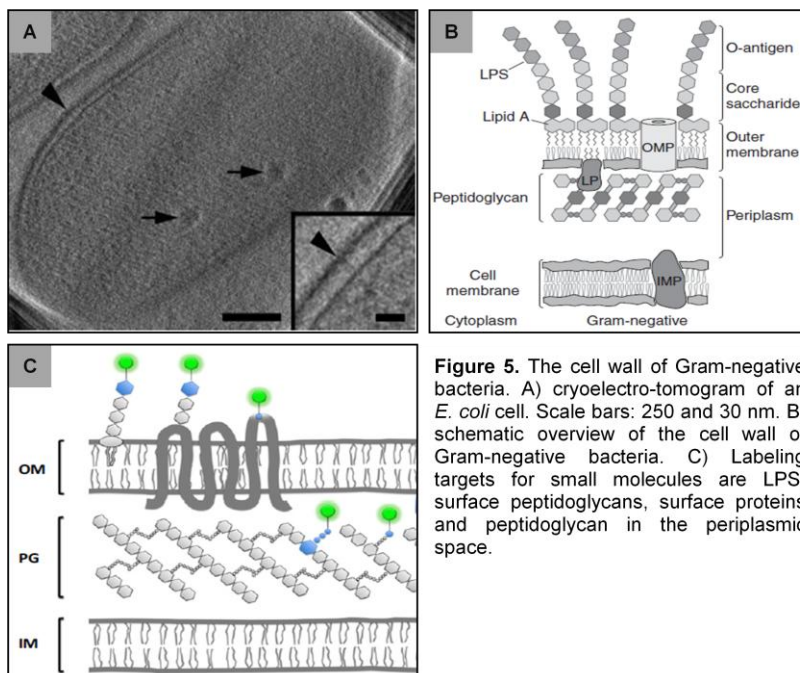 A
B
O-antigen
LPS
Core
saccharide
Lipid A
Outer
membrane
OMP
LP
Peptidoglycan
Periplasm
Cell
membrane
IMP
Cytoplasm
Gram-negative
C
OM
PG
IM
Figure 5. The cell wall of Gram-negative
bacteria. A) cryoelectro-tomogram of an
E. coli cell. Scale bars: 250 and 30 nm. B)
schematic overview of the cell wall of
Gram-negative bacteria. C) Labeling
targets for small molecules are LPS,
surface peptidoglycans, surface proteins
and peptidoglycan in the periplasmic
space.